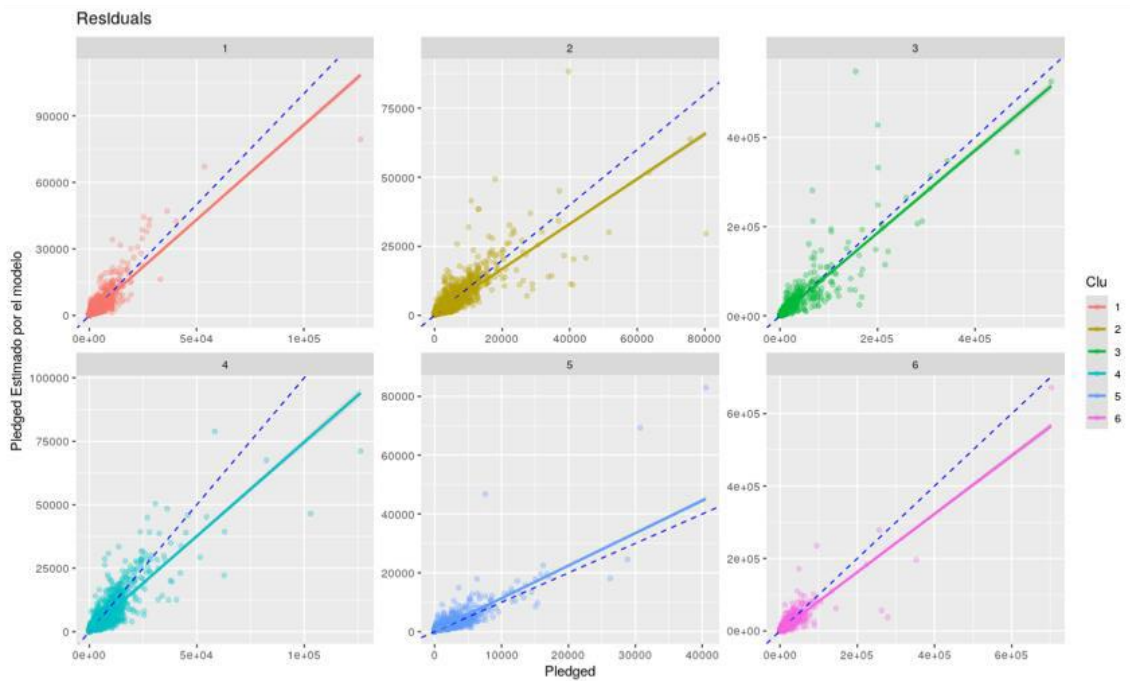 Residuals
1
2
3
90000
60000
30000
0
0e+00 5e+04 1e+05
75000
50000
25000
0
0 20000 40000 60000 80000
4e+05
2e+05
0e+00
0e+00 2e+05 4e+05
4
5
6
100000
75000
50000
25000
0
0e+00 5e+04 1e+05
80000
60000
40000
20000
0
0 10000 20000 30000 40000
6e+05
4e+05
2e+05
0e+00
0e+00 2e+05 4e+05 6e+05
Pledged Estimado por el modelo
Pledged
Clu
1
2
3
4
5
6